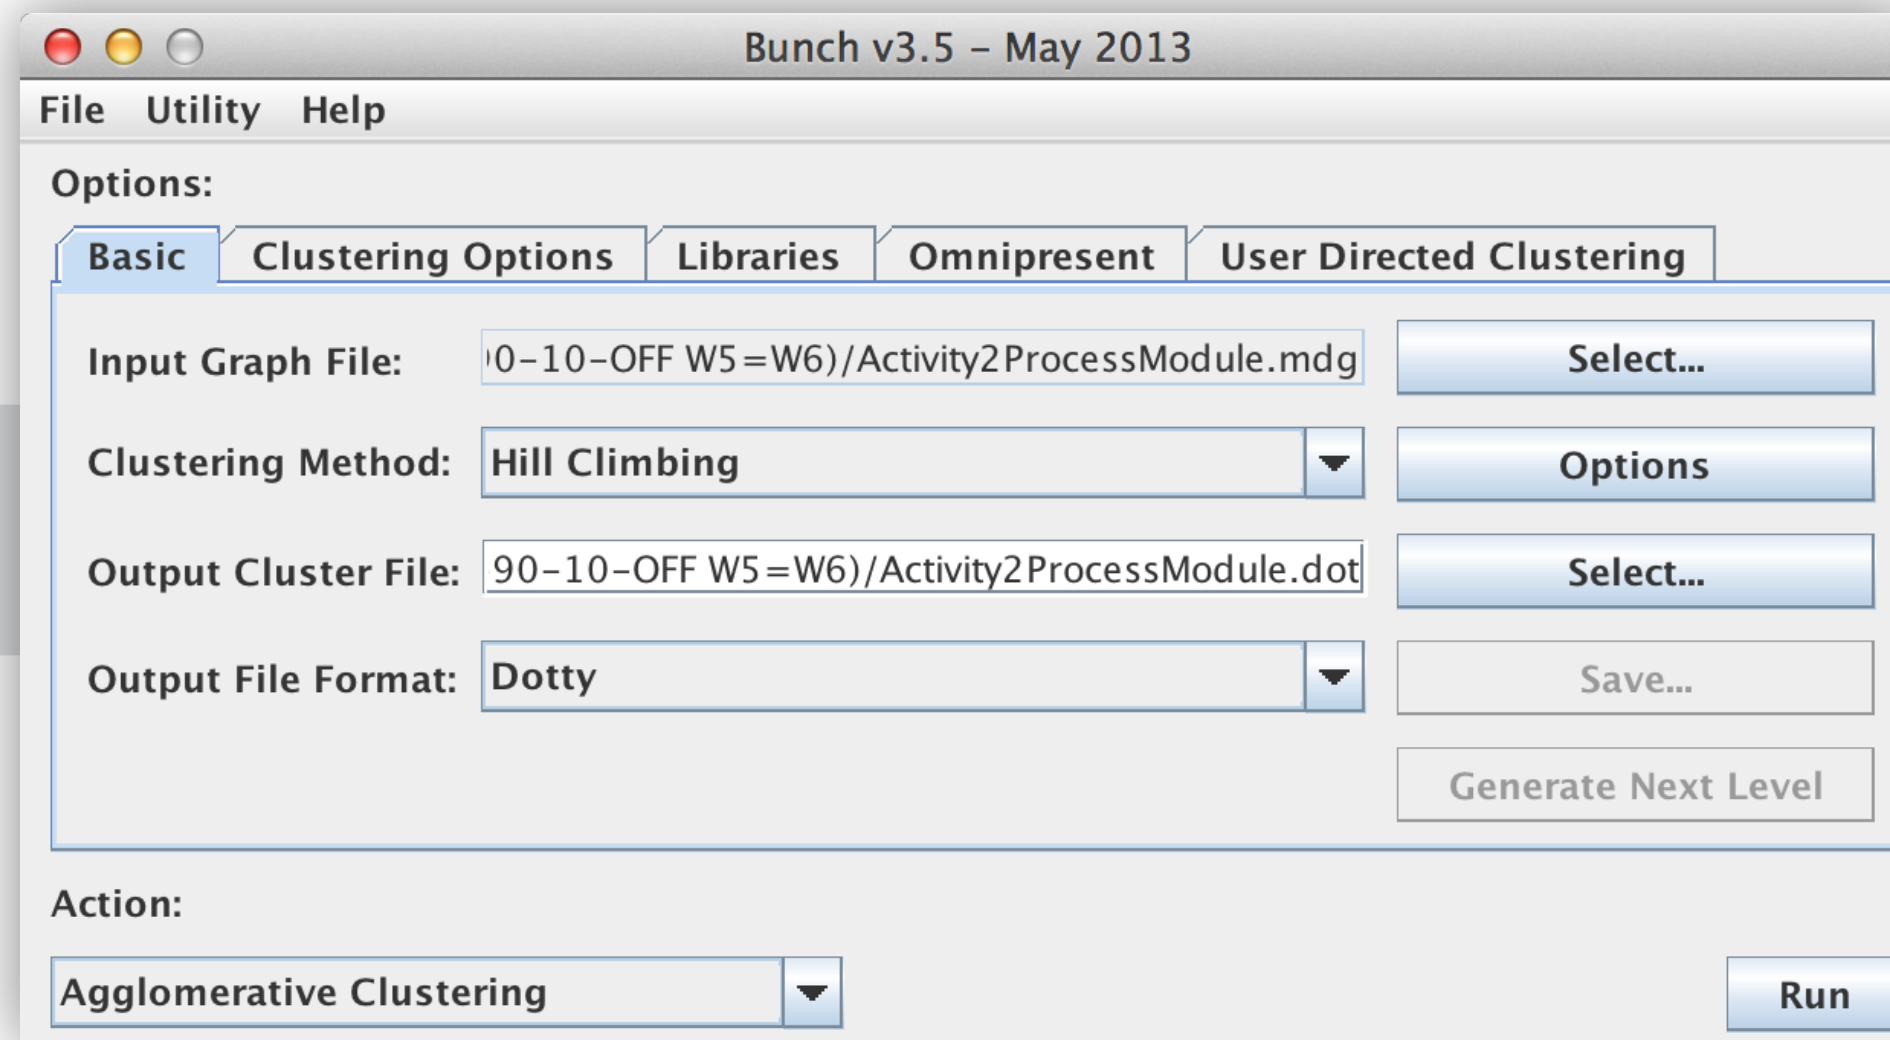 Bunch v3.5 – May 2013
File Utility Help
Options:
Basic Clustering Options Libraries Omnipresent User Directed Clustering
Input Graph File: 0-10-OFF W5=W6)/Activity2ProcessModule.mdg Select...
Clustering Method: Hill Climbing Options
Output Cluster File: 90-10-OFF W5=W6)/Activity2ProcessModule.dot Select...
Output File Format: Dotty Save...
Generate Next Level
Action:
Agglomerative Clustering Run